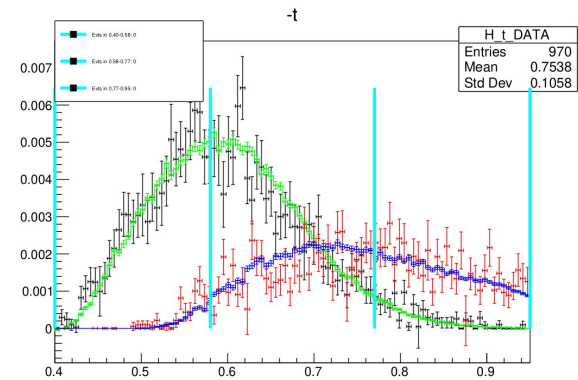 -t
H_t_DATA
Entries 970
Mean 0.7538
Std Dev 0.1058
Evts in 0.40-0.58: 0
Evts in 0.58-0.77: 0
Evts in 0.77-0.95: 0
0.007
0.006
0.005
0.004
0.003
0.002
0.001
0
0.4 0.5 0.6 0.7 0.8 0.9